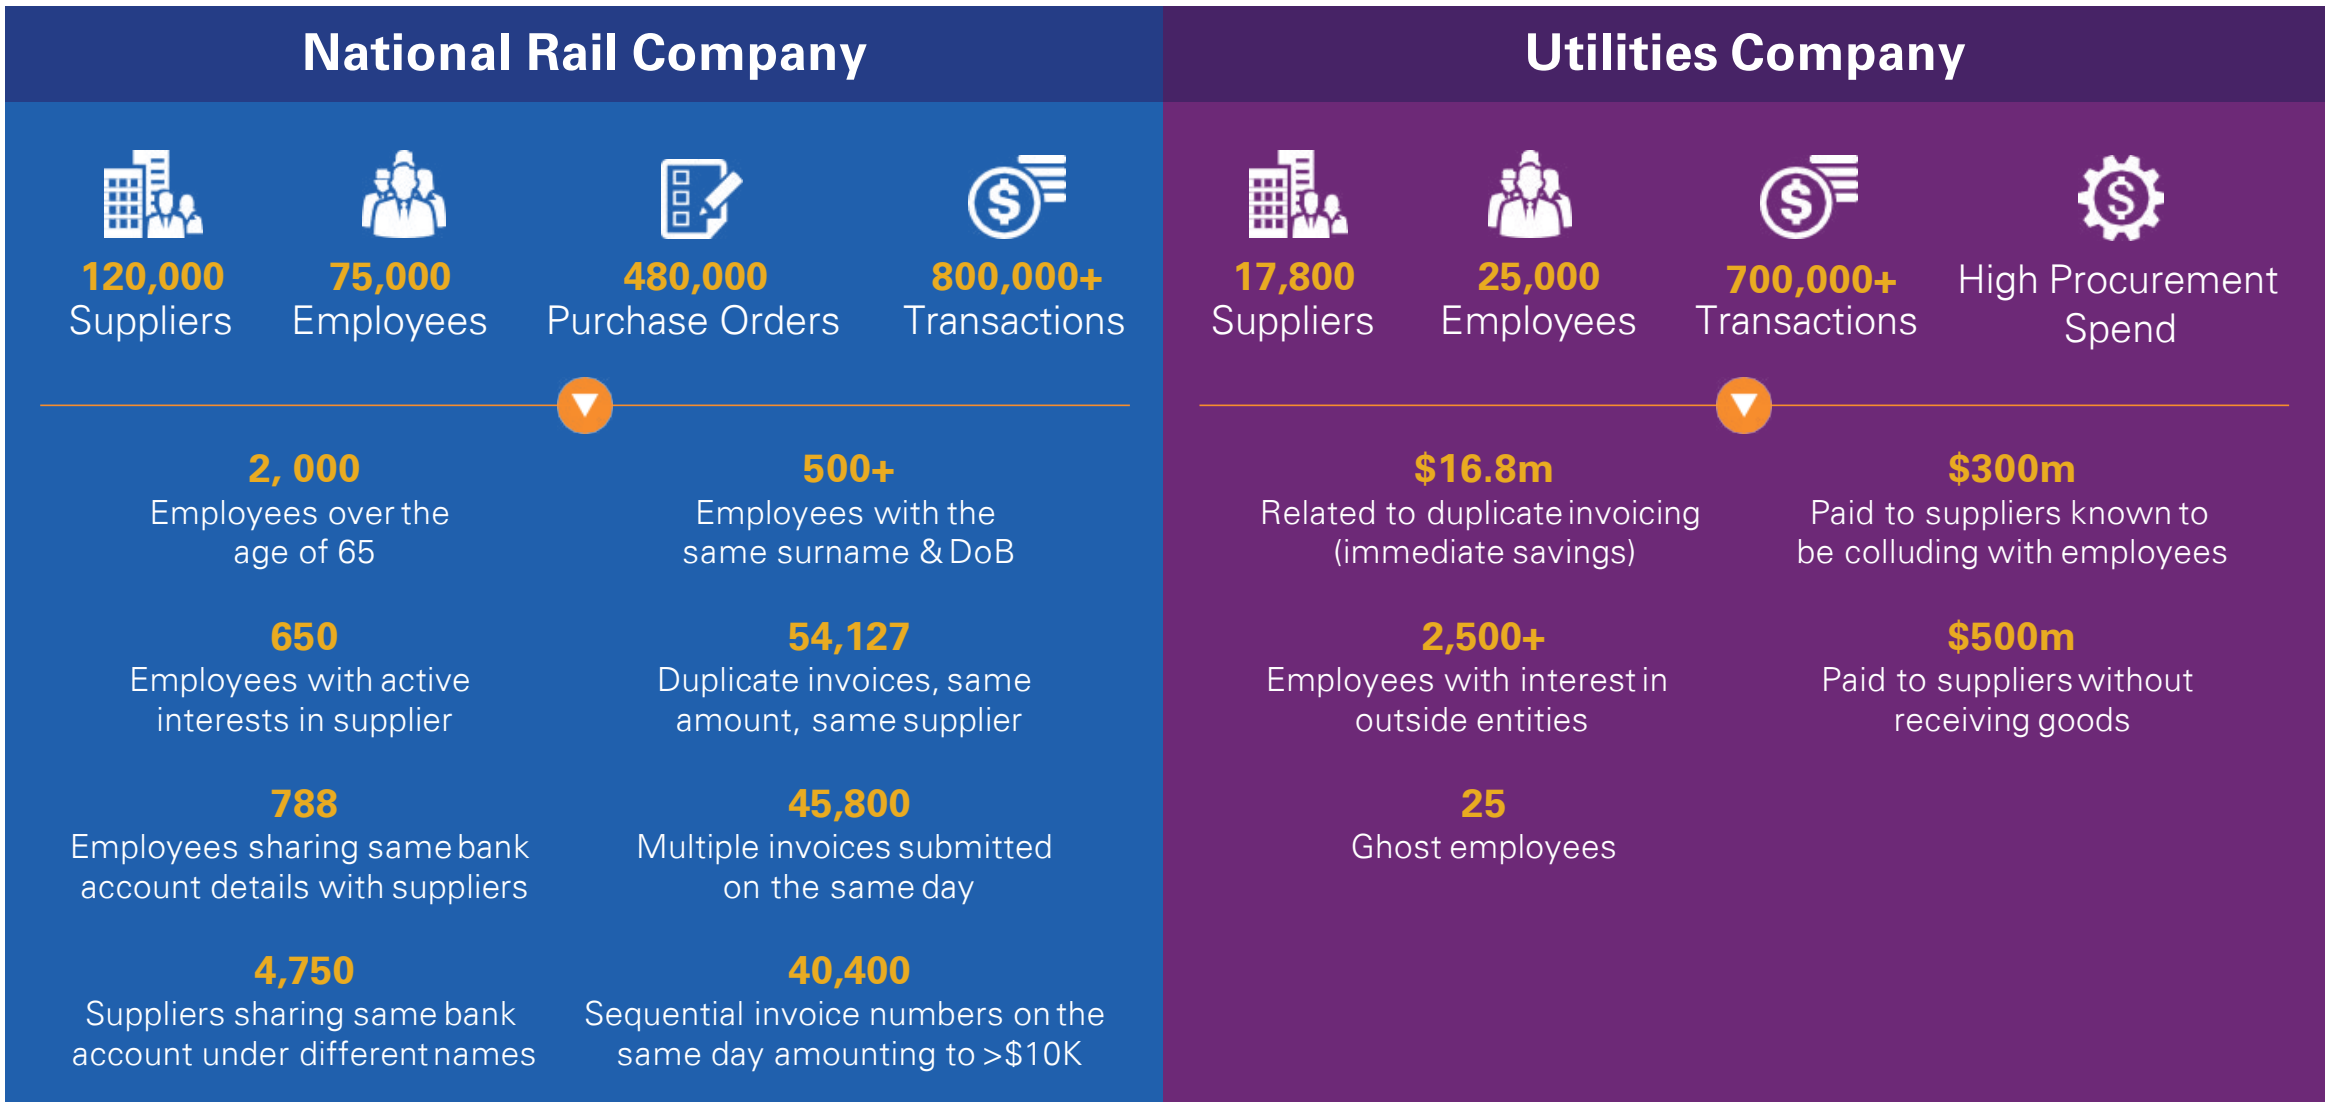 National Rail Company
120,000
Suppliers
75,000
Employees
480,000
Purchase Orders
800,000+
Transactions
2, 000
Employees over the
age of 65
500+
Employees with the
same surname & DoB
650
Employees with active
interests in supplier
54,127
Duplicate invoices, same
amount, same supplier
788
Employees sharing same bank
account details with suppliers
45,800
Multiple invoices submitted
on the same day
4,750
Suppliers sharing same bank
account under different names
40,400
Sequential invoice numbers on the
same day amounting to >$10K
Utilities Company
17,800
Suppliers
25,000
Employees
700,000+
Transactions
High Procurement
Spend
$16.8m
Related to duplicate invoicing
(immediate savings)
$300m
Paid to suppliers known to
be colluding with employees
2,500+
Employees with interest in
outside entities
$500m
Paid to suppliers without
receiving goods
25
Ghost employees